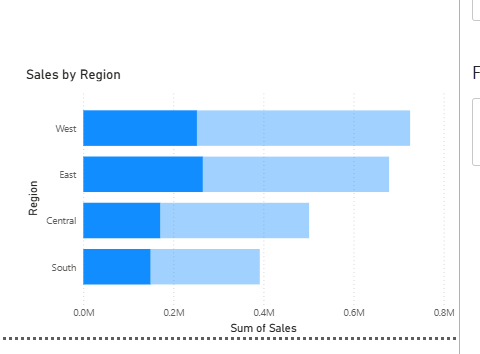 Sales by Region
F
Region
West
East
Central
South
0.0M 0.2M 0.4M 0.6M 0.8M
Sum of Sales